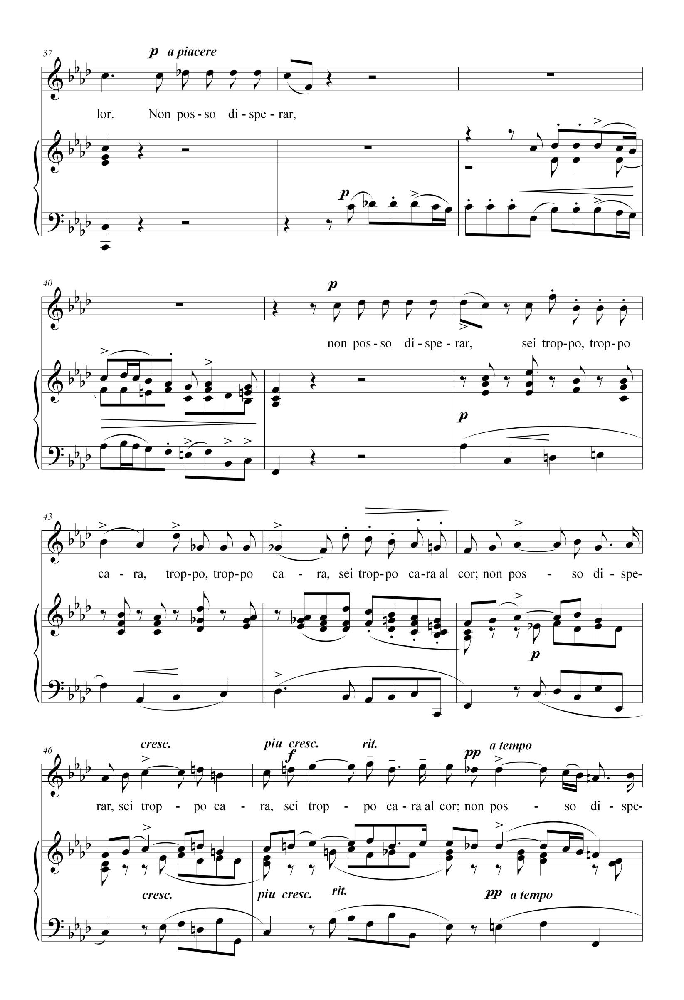 37
p a piacere
lor. Non pos - so di - spe - rar,
p
40
p
non pos - so di - spe - rar, sei trop-po, trop-po
p
43
ca - ra, trop-po, trop-po ca - ra, sei trop-po ca-ra al cor; non pos - so di - spe-
p
46
cresc. piu cresc. rit. a tempo
f pp
rar, sei trop - po ca - ra, sei trop - po ca - ra al cor; non pos - so di - spe-
cresc. piu cresc. rit. pp a tempo